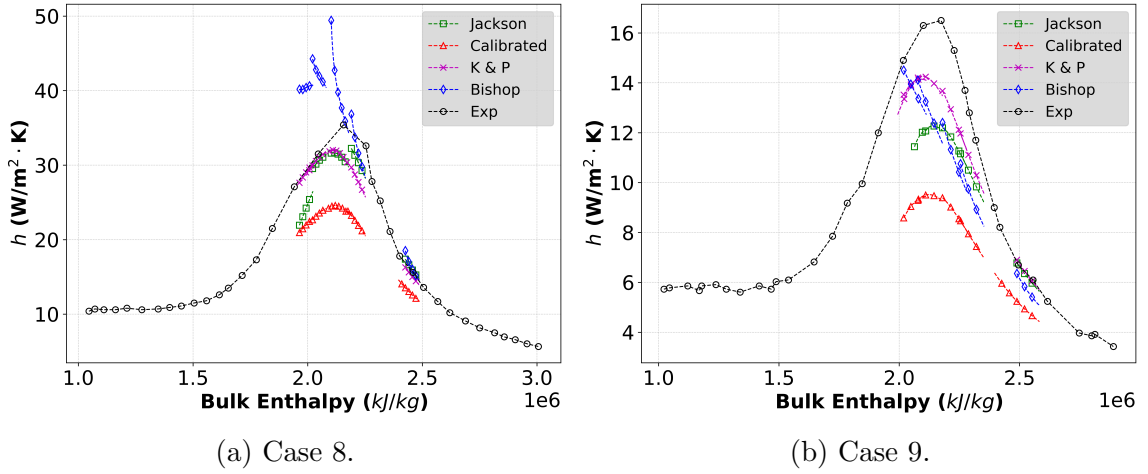 50
40
30
20
10
h (W/m² · K)
1.0
1.5
2.0
2.5
3.0
1e6
Bulk Enthalpy (kJ/kg)
Jackson
Calibrated
K & P
Bishop
Exp
(a) Case 8.
16
14
12
10
8
6
4
h (W/m² · K)
1.0
1.5
2.0
2.5
1e6
Bulk Enthalpy (kJ/kg)
Jackson
Calibrated
K & P
Bishop
Exp
(b) Case 9.